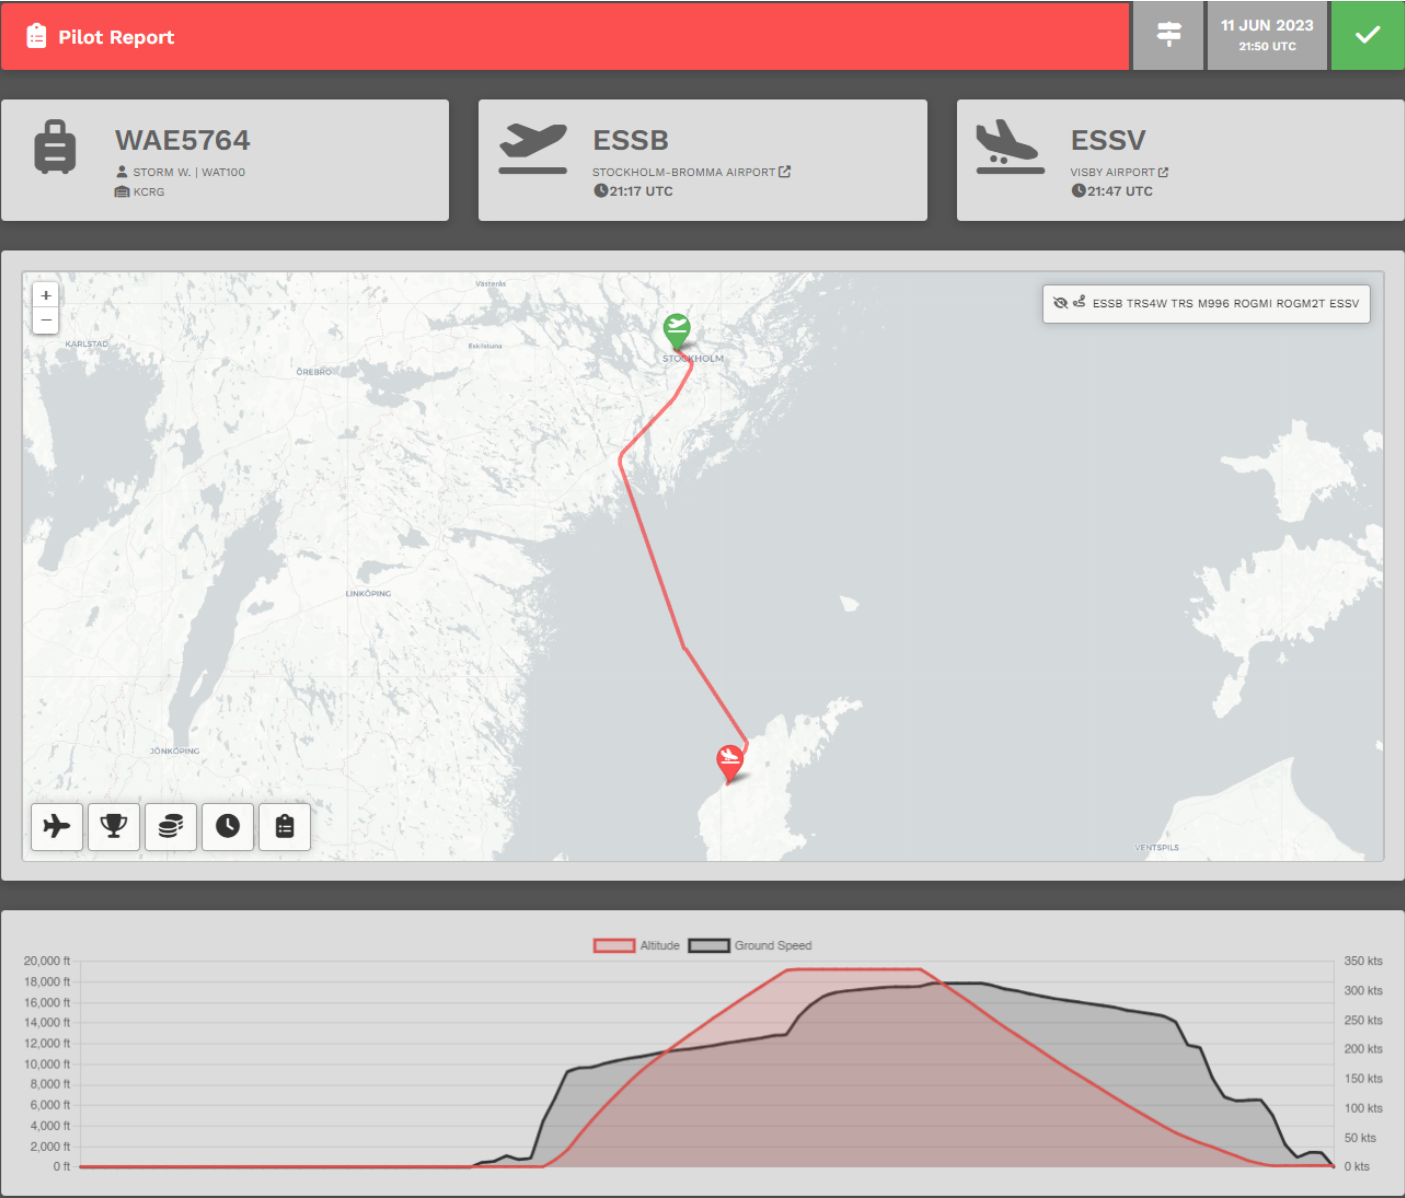 Pilot Report
11 JUN 2023
21:50 UTC
WAE5764
STORM W. | WAT100
KCRG
ESSB
STOCKHOLM-BROMMA AIRPORT
21:17 UTC
ESSV
VISBY AIRPORT
21:47 UTC
+
−
ESSB TRS4W TRS M996 ROGMI ROGM2T ESSV
Västerås
KARLSTAD
Eskilstuna
STOCKHOLM
ÖREBRO
LINKÖPING
JÖNKÖPING
VENTSPILS
Altitude
Ground Speed
20,000 ft
18,000 ft
16,000 ft
14,000 ft
12,000 ft
10,000 ft
8,000 ft
6,000 ft
4,000 ft
2,000 ft
0 ft
350 kts
300 kts
250 kts
200 kts
150 kts
100 kts
50 kts
0 kts